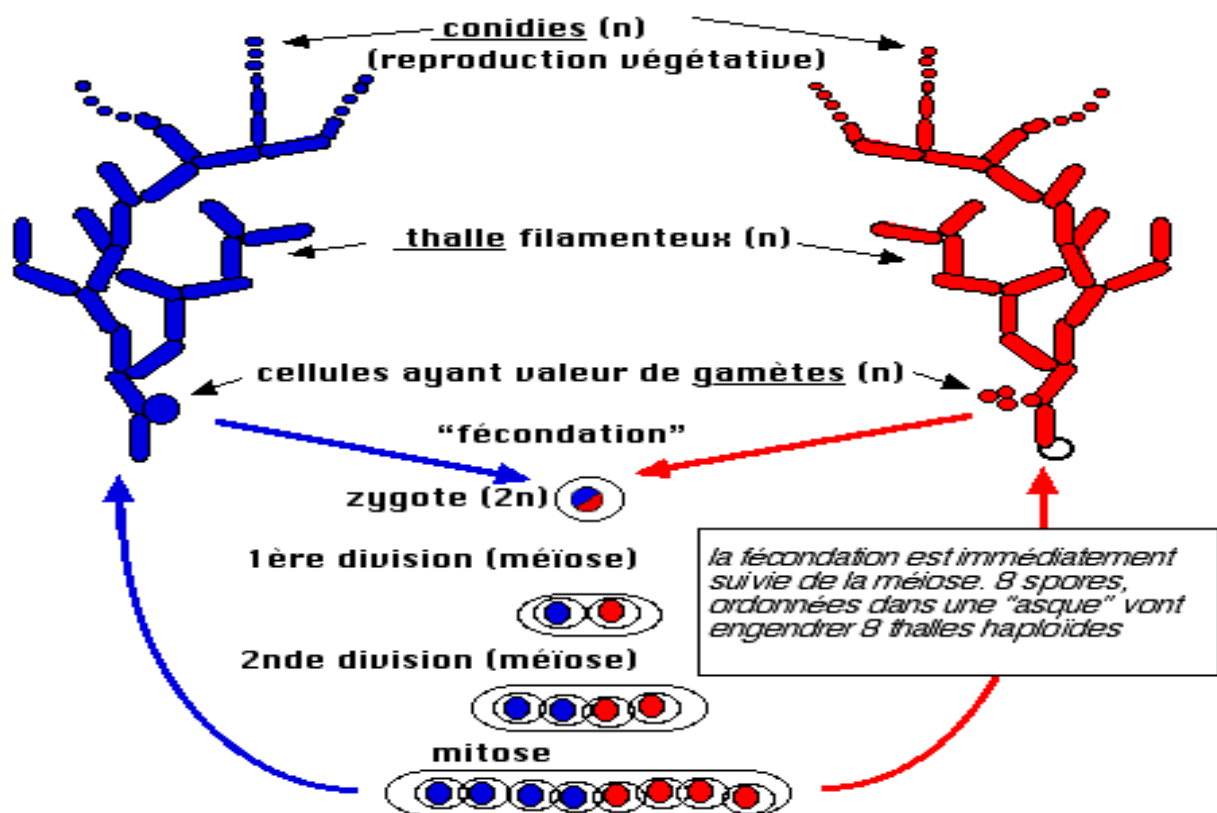 conidies (n)
(reproduction végétative)
thalle filamenteux (n)
cellules ayant valeur de gamètes (n)
“fécondation”
zygote (2n)
1ère division (méïose)
la fécondation est immédiatement
suivie de la méiose. 8 spores,
ordonnées dans une "asque" vont
engendrer 8 thalles haploïdes
2nde division (méïose)
mitose